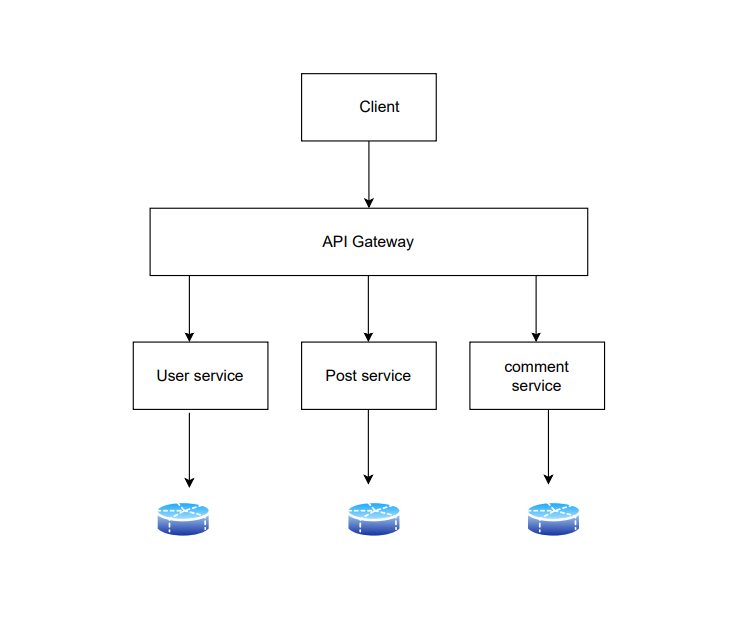 Client
API Gateway
User service
Post service
comment
service